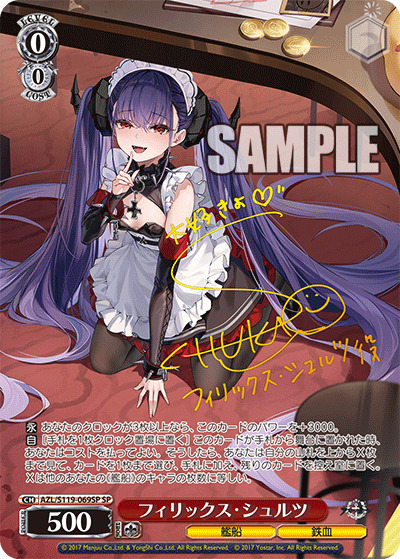 LEVEL
0
0
COST
SAMPLE
大好きよ♡
フィリックス・シュルツ役
永 あなたのクロックが3枚以上なら、このカードのパワーを＋3000。
自［手札を1枚クロック置場に置く］このカードが手札から舞台に置かれた時、
あなたはコストを払ってよい。そうしたら、あなたは自分の山札を上からX枚
まで見て、カードを1枚まで選び、手札に加え、残りのカードを控え室に置く。
Xは他のあなたの《艦船》のキャラの枚数に等しい。
CH AZL/S119-069SP SP
500
フィリックス・シュルツ
艦船 鉄血
© 2017 Manjuu Co.,Ltd. & YongShi Co.,Ltd. All Rights Reserved. © 2017 Yostar, Inc. All Rights Reserved.